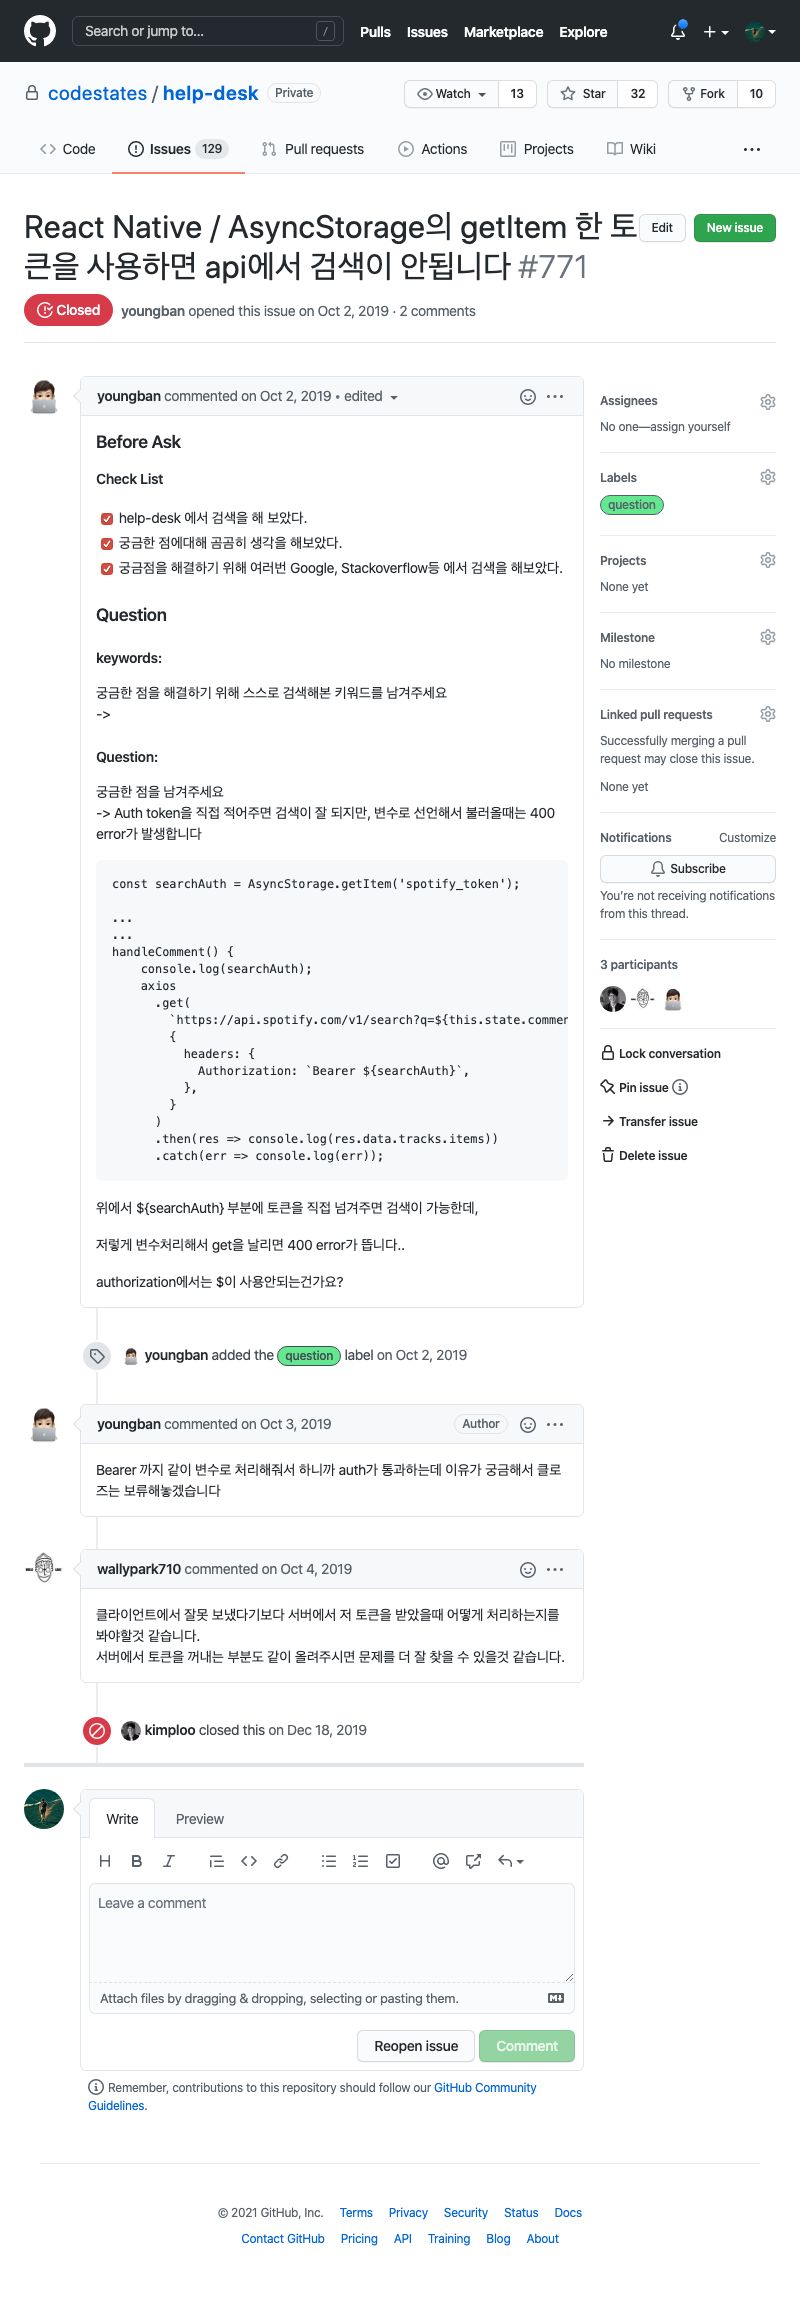 Search or jump to...
/
Pulls Issues Marketplace Explore
codestates / help-desk Private
Watch 13 Star 32 Fork 10
Code Issues 129 Pull requests Actions Projects Wiki ...
React Native / AsyncStorage의 getItem 한 토
큰을 사용하면 api에서 검색이 안됩니다 #771
Edit New issue
Closed youngban opened this issue on Oct 2, 2019 · 2 comments
youngban commented on Oct 2, 2019 • edited
Before Ask
Check List
help-desk 에서 검색을 해 보았다.
궁금한 점에대해 곰곰히 생각을 해보았다.
궁금점을 해결하기 위해 여러번 Google, Stackoverflow등 에서 검색을 해보았다.
Question
keywords:
궁금한 점을 해결하기 위해 스스로 검색해본 키워드를 남겨주세요
->
Question:
궁금한 점을 남겨주세요
-> Auth token을 직접 적어주면 검색이 잘 되지만, 변수로 선언해서 불러올때는 400
error가 발생합니다
const searchAuth = AsyncStorage.getItem('spotify_token');
...
...
handleComment() {
console.log(searchAuth);
axios
.get(
`https://api.spotify.com/v1/search?q=${this.state.commen
{
headers: {
Authorization: `Bearer ${searchAuth}`,
},
}
)
.then(res => console.log(res.data.tracks.items))
.catch(err => console.log(err));
위에서 ${searchAuth} 부분에 토큰을 직접 넘겨주면 검색이 가능한데,
저렇게 변수처리해서 get을 날리면 400 error가 뜹니다..
authorization에서는 $이 사용안되는건가요?
youngban added the question label on Oct 2, 2019
youngban commented on Oct 3, 2019 Author
Bearer 까지 같이 변수로 처리해줘서 하니까 auth가 통과하는데 이유가 궁금해서 클로
즈는 보류해놓겠습니다
wallypark710 commented on Oct 4, 2019
클라이언트에서 잘못 보냈다기보다 서버에서 저 토큰을 받았을때 어떻게 처리하는지를
봐야할것 같습니다.
서버에서 토큰을 꺼내는 부분도 같이 올려주시면 문제를 더 잘 찾을 수 있을것 같습니다.
kimploo closed this on Dec 18, 2019
Assignees
No one—assign yourself
Labels
question
Projects
None yet
Milestone
No milestone
Linked pull requests
Successfully merging a pull
request may close this issue.
None yet
Notifications Customize
Subscribe
You're not receiving notifications
from this thread.
3 participants
Lock conversation
Pin issue
Transfer issue
Delete issue
Write Preview
Leave a comment
Attach files by dragging & dropping, selecting or pasting them.
Reopen issue Comment
Remember, contributions to this repository should follow our GitHub Community
Guidelines.
© 2021 GitHub, Inc. Terms Privacy Security Status Docs
Contact GitHub Pricing API Training Blog About